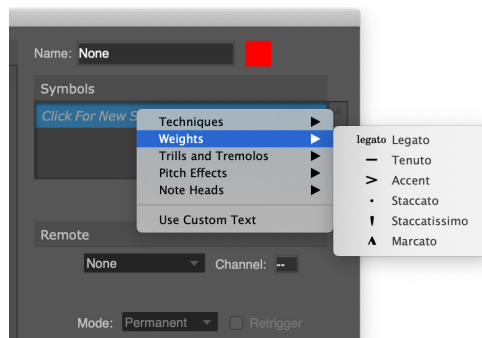 Name: None
Symbols
Click For New S
Techniques
Weights
Trills and Tremolos
Pitch Effects
Note Heads
Use Custom Text
legato Legato
Tenuto
Accent
Staccato
Staccatissimo
Marcato
Remote
None Channel: --
Mode: Permanent Retrigger